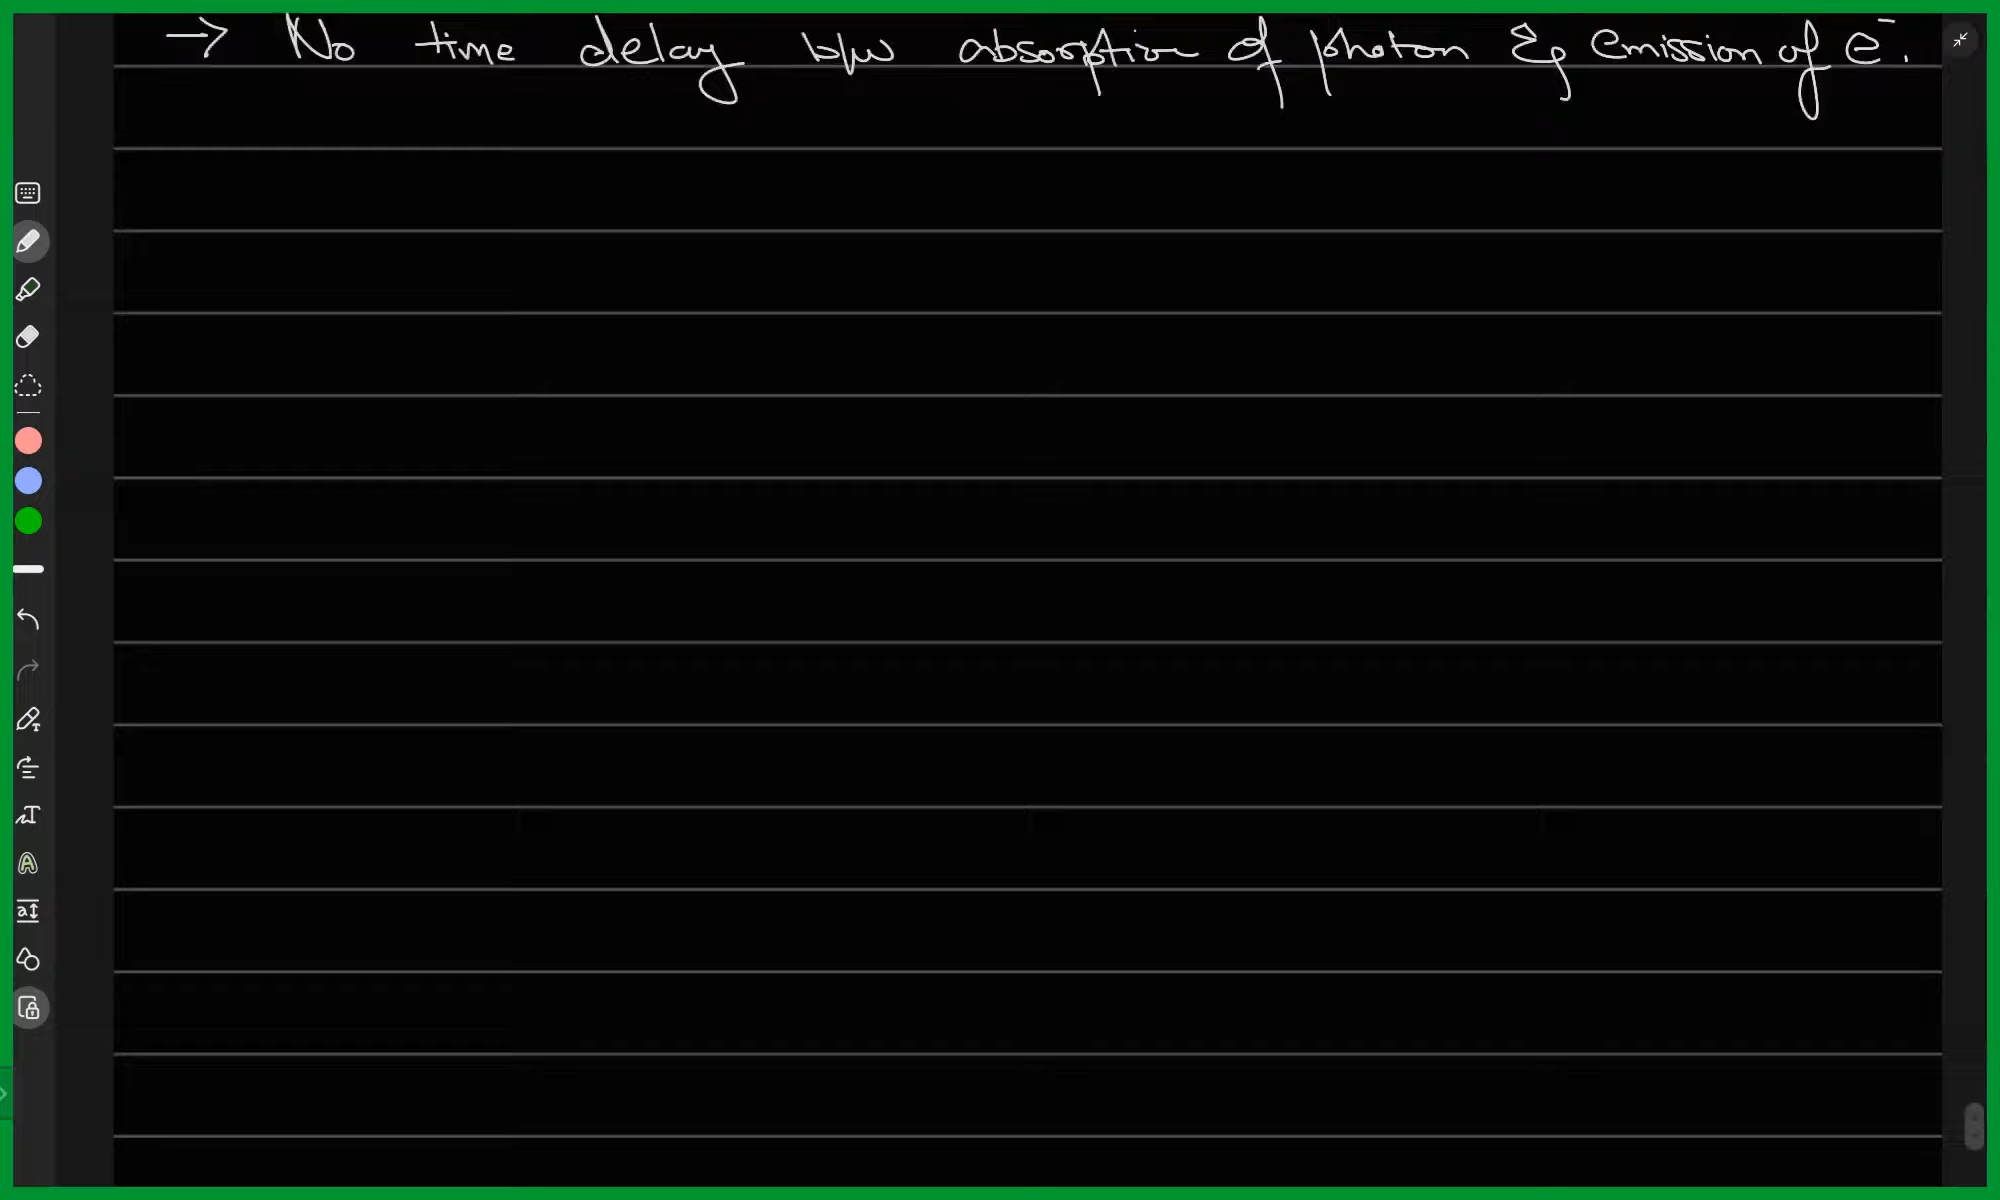 → No time delay b/w absorption of photon & emission of e⁻.